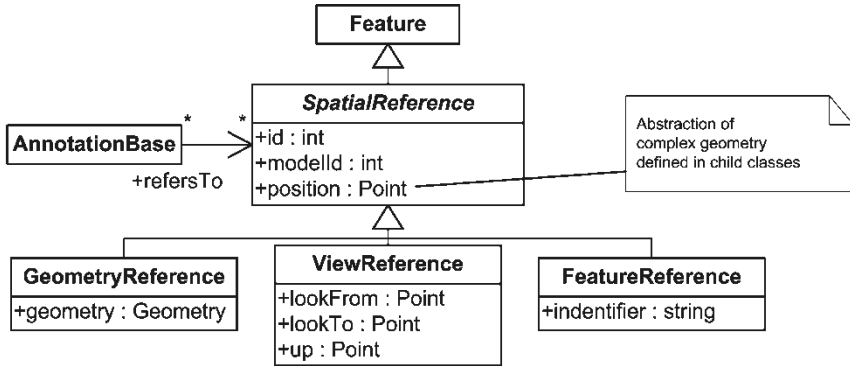 Feature
SpatialReference
+id : int
+modelId : int
+position : Point
* *
AnnotationBase
+refersTo
Abstraction of
complex geometry
defined in child classes
GeometryReference
+geometry : Geometry
ViewReference
+lookFrom : Point
+lookTo : Point
+up : Point
FeatureReference
+indentifier : string